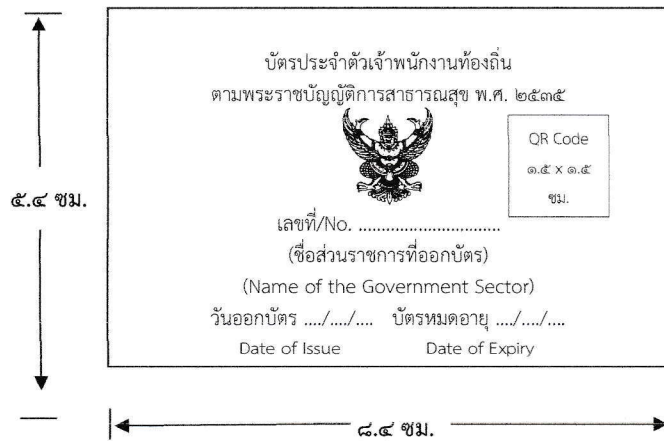 บัตรประจำตัวเจ้าพนักงานท้องถิ่น
ตามพระราชบัญญัติการสาธารณสุข พ.ศ. ๒๕๓๕
QR Code
๑.๕ x ๑.๕
ซม.
๕.๔ ซม.
เลขที่/No. ................................
(ชื่อส่วนราชการที่ออกบัตร)
(Name of the Government Sector)
วันออกบัตร ..../..../.... บัตรหมดอายุ ..../..../....
Date of Issue Date of Expiry
๘.๔ ซม.